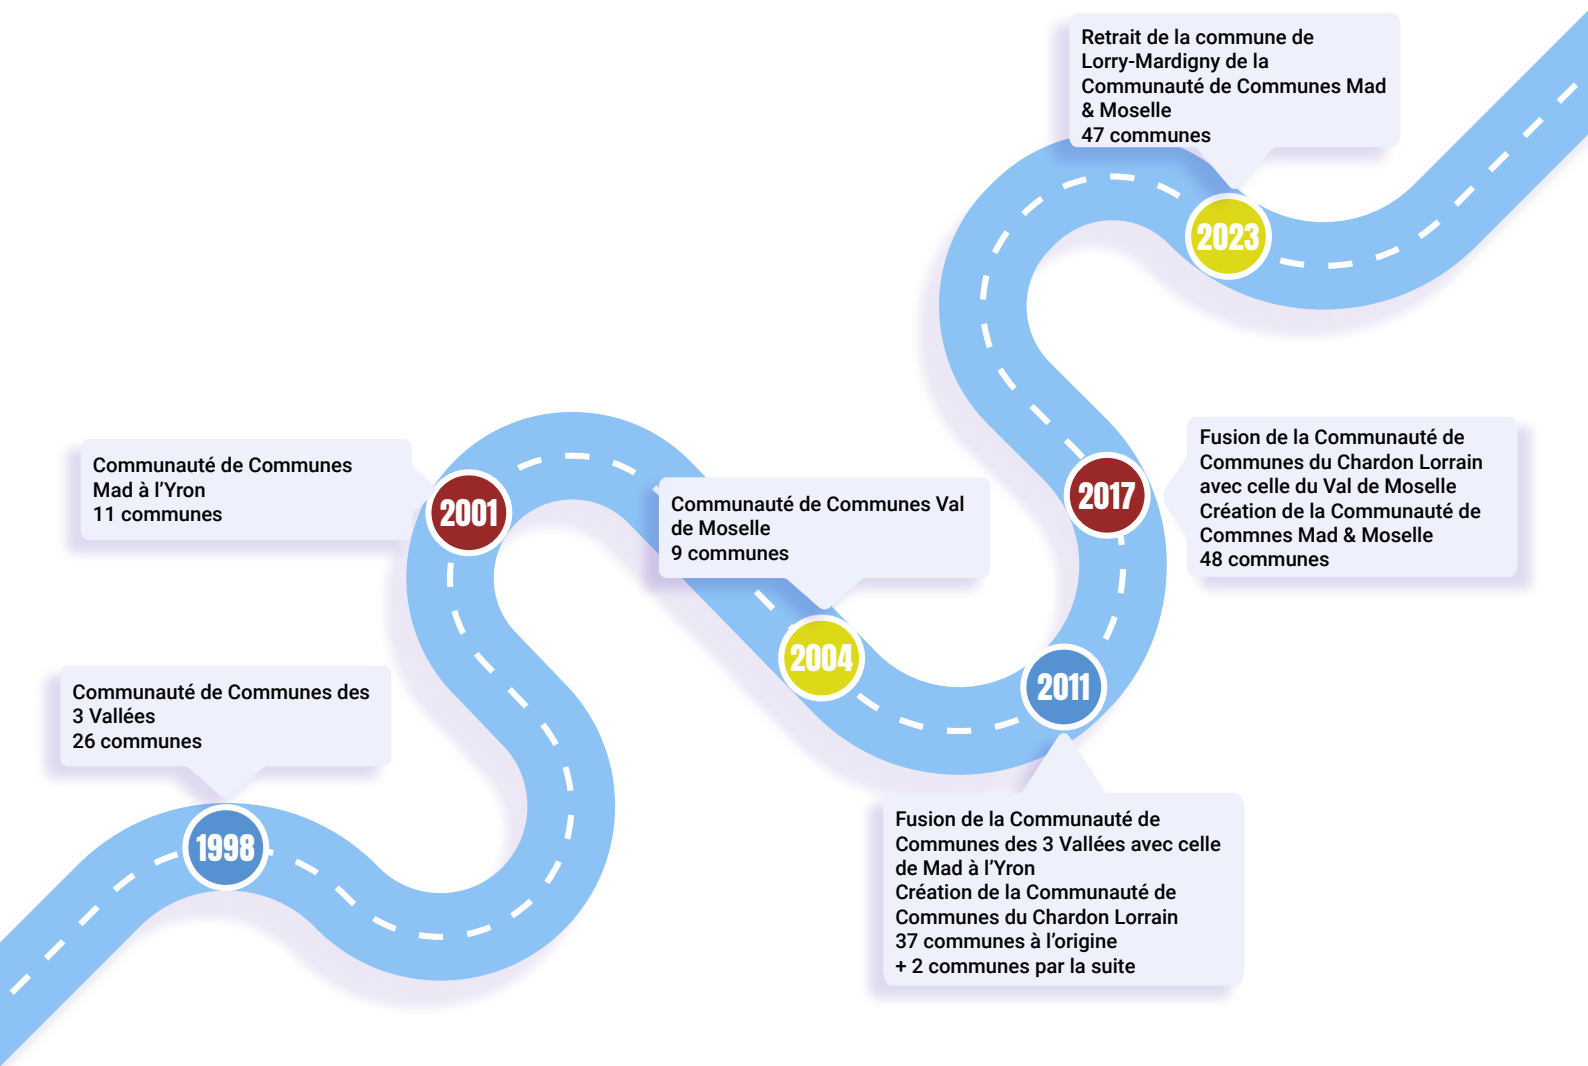 Retrait de la commune de
Lorry-Mardigny de la
Communauté de Communes Mad
& Moselle
47 communes
2023
Fusion de la Communauté de
Communes du Chardon Lorrain
avec celle du Val de Moselle
Création de la Communauté de
Commnes Mad & Moselle
48 communes
2017
Communauté de Communes
Mad à l'Yron
11 communes
2001
Communauté de Communes Val
de Moselle
9 communes
2004
2011
Fusion de la Communauté de
Communes des 3 Vallées avec celle
de Mad à l'Yron
Création de la Communauté de
Communes du Chardon Lorrain
37 communes à l'origine
+ 2 communes par la suite
Communauté de Communes des
3 Vallées
26 communes
1998